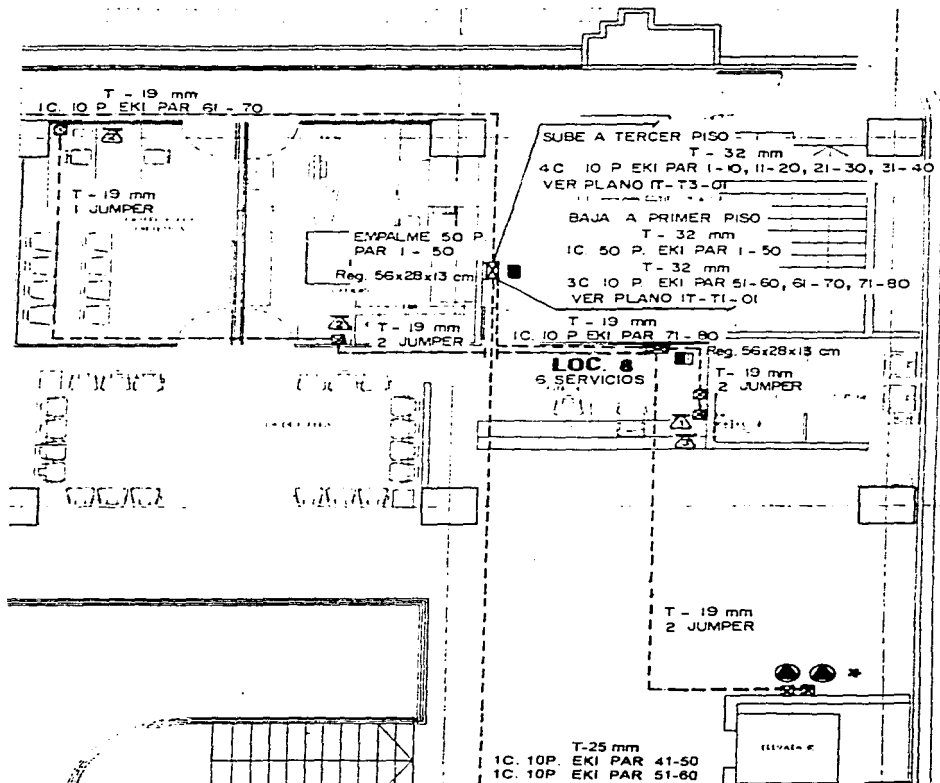 T - 19 mm
1C. 10 P. EKI PAR 61 - 70
SUBE A TERCER PISO
T - 32 mm
4C 10 P EKI PAR 1-10, 11-20, 21-30, 31-40
VER PLANO IT-T3-01
T - 19 mm
1 JUMPER
BAJA A PRIMER PISO
T - 32 mm
1C 50 P. EKI PAR 1-50
T - 32 mm
3C 10 P. EKI PAR 51-60, 61-70, 71-80
VER PLANO IT-T1-01
EMPALME 50 P.
PAR 1 - 50
Reg. 56x28x13 cm
2
T - 19 mm
2 JUMPER
T - 19 mm
1C. 10 P EKI PAR 71 - 80
Reg. 56x28x13 cm
LOC. 8
6 SERVICIOS
T - 19 mm
2 JUMPER
1
T - 19 mm
2 JUMPER
*
T-25 mm
1C. 10P. EKI PAR 41-50
1C. 10P EKI PAR 51-60